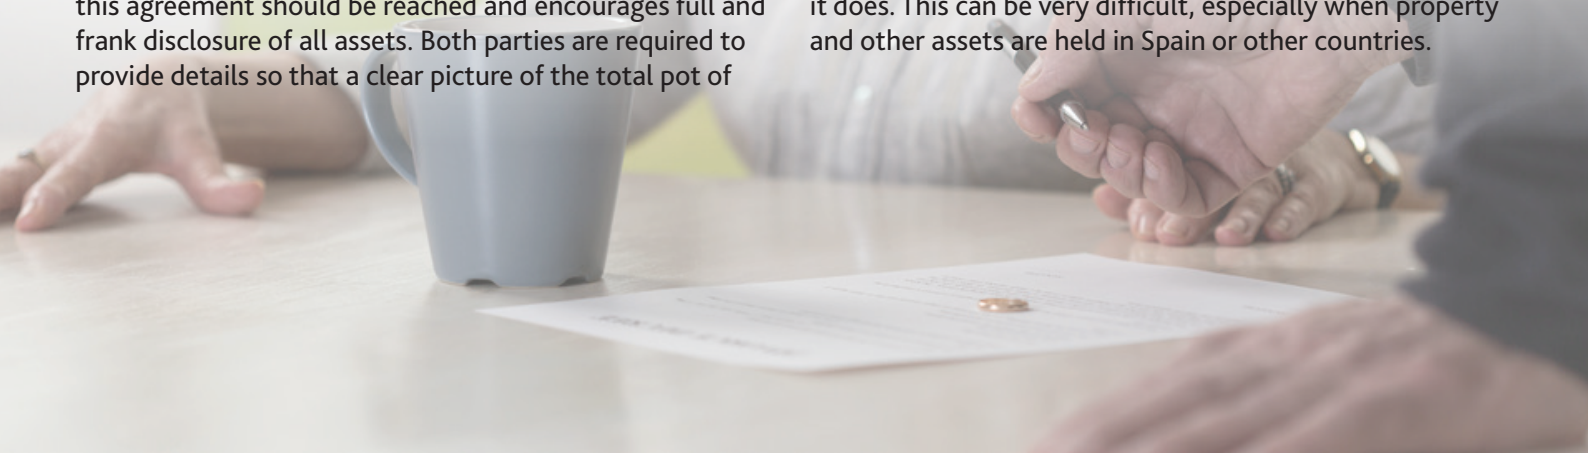 this agreement should be reached and encourages full and
frank disclosure of all assets. Both parties are required to
provide details so that a clear picture of the total pot of
it does. This can be very difficult, especially when property
and other assets are held in Spain or other countries.